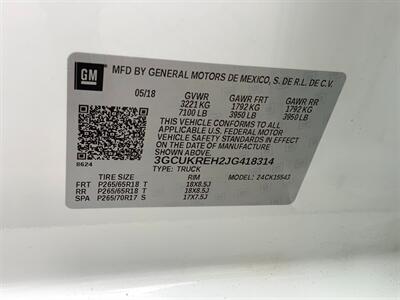 GM
MFD BY GENERAL MOTORS DE MEXICO, S. DE R.L. DE C.V.
05/18 GVWR GAWR FRT GAWR RR
3221 KG 1792 KG 1792 KG
7100 LB 3950 LB 3950 LB
THIS VEHICLE CONFORMS TO ALL
APPLICABLE U.S. FEDERAL MOTOR
VEHICLE SAFETY STANDARDS IN EFFECT
ON THE DATE OF MANUFACTURE
SHOWN ABOVE.
8624 3GCUKREH2JG418314
TYPE: TRUCK
TIRE SIZE RIM MODEL: 24CK15543
FRT P265/65R18 T 18X8.5J
RR P265/65R18 T 18X8.5J
SPA P265/70R17 S 17X7.5J